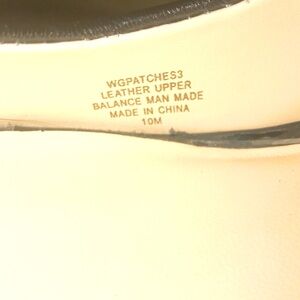 WGPATCHES3
LEATHER UPPER
BALANCE MAN MADE
MADE IN CHINA
10M